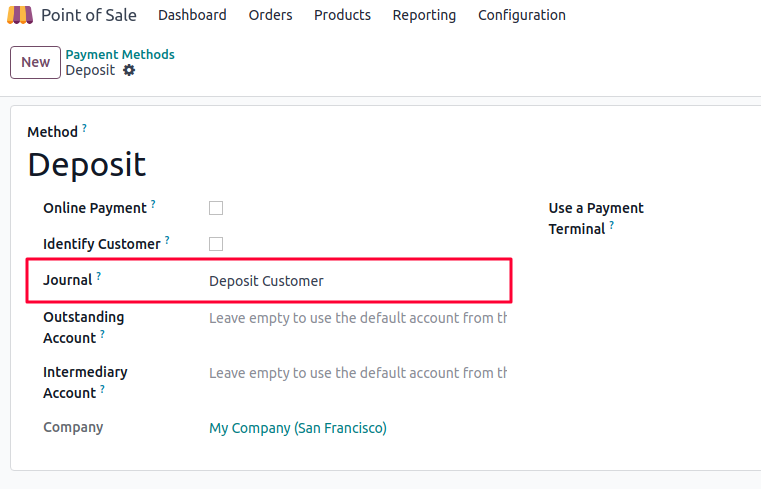 Point of Sale Dashboard Orders Products Reporting Configuration
New
Payment Methods
Deposit
Method ?
Deposit
Online Payment ?
Use a Payment
Terminal ?
Identify Customer ?
Journal ? Deposit Customer
Outstanding
Account ?
Leave empty to use the default account from th
Intermediary
Account ?
Leave empty to use the default account from th
Company My Company (San Francisco)